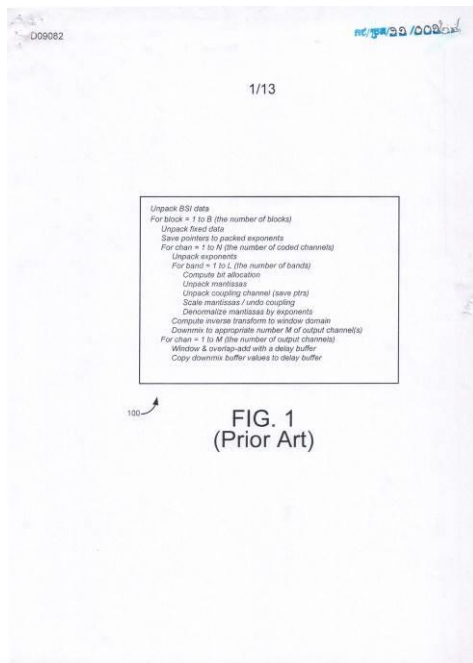 D09082
1/13
Unpack BSI data
For block = 1 to B (the number of blocks)
Unpack fixed data
Save pointers to packed exponents
For chan = 1 to N (the number of coded channels)
Unpack exponents
For band = 1 to L (the number of bands)
Compute bit allocation
Unpack mantissas
Unpack coupling channel (save ptrs)
Scale mantissas / undo coupling
Denormalize mantissas by exponents
Compute inverse transform to window domain
Downmix to appropriate number M of output channel(s)
For chan = 1 to M (the number of output channels)
Window & overlap-add with a delay buffer
Copy downmix buffer values to delay buffer
100
FIG. 1
(Prior Art)